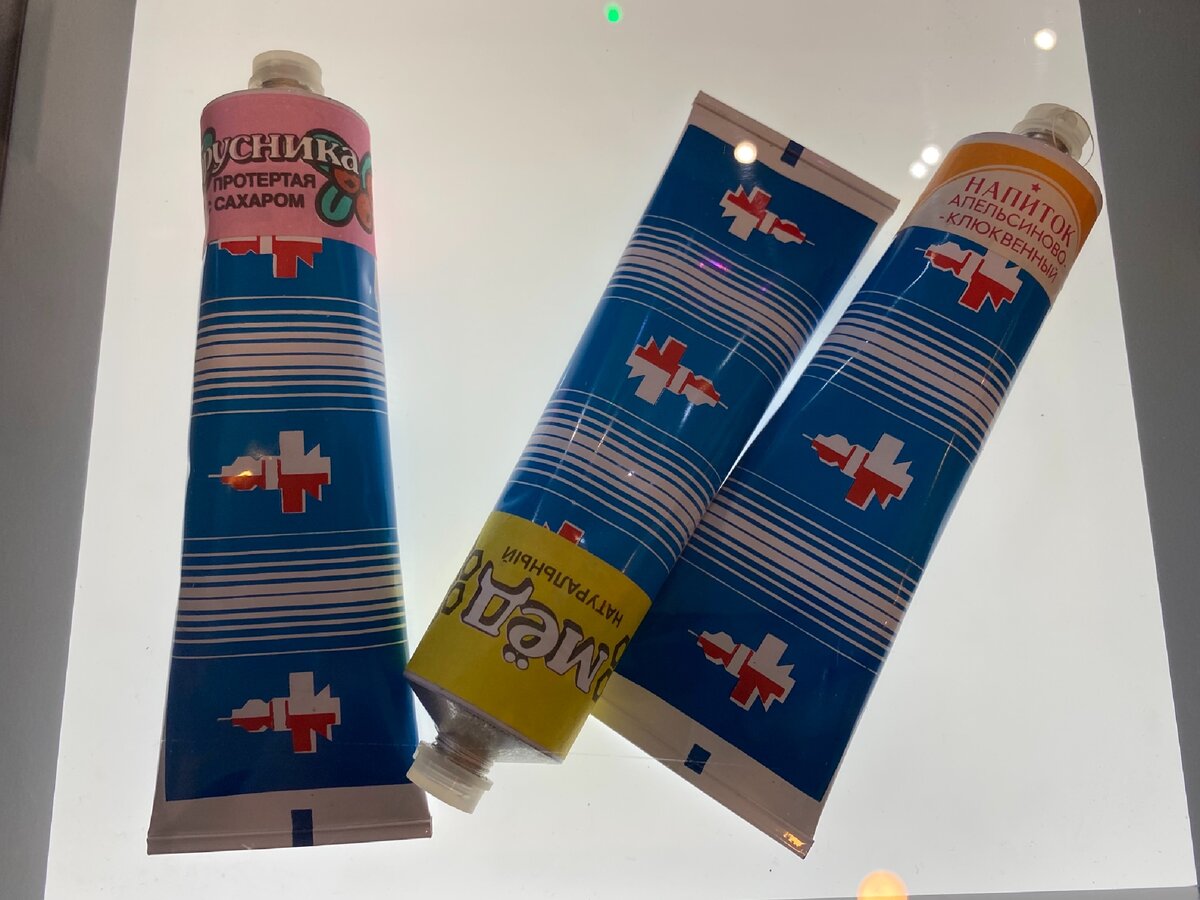 русника
ПРОТЕРТАЯ
с САХАРОМ
мёд
НАТУРАЛЬНЫЙ
НАПИТОК
АПЕЛЬСИНОВО-
-КЛЮКВЕННЫЙ